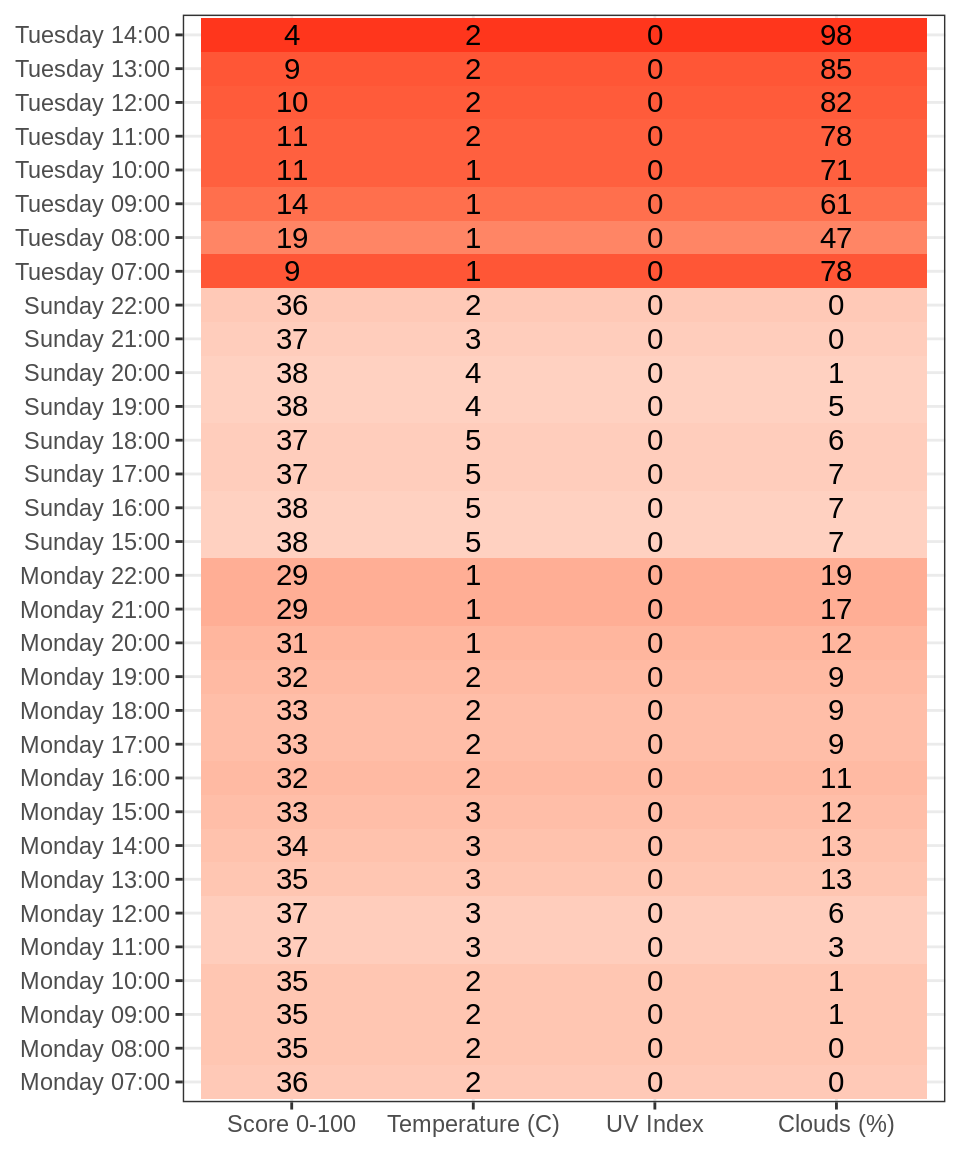 Tuesday 14:00 4 2 0 98
Tuesday 13:00 9 2 0 85
Tuesday 12:00 10 2 0 82
Tuesday 11:00 11 2 0 78
Tuesday 10:00 11 1 0 71
Tuesday 09:00 14 1 0 61
Tuesday 08:00 19 1 0 47
Tuesday 07:00 9 1 0 78
Sunday 22:00 36 2 0 0
Sunday 21:00 37 3 0 0
Sunday 20:00 38 4 0 1
Sunday 19:00 38 4 0 5
Sunday 18:00 37 5 0 6
Sunday 17:00 37 5 0 7
Sunday 16:00 38 5 0 7
Sunday 15:00 38 5 0 7
Monday 22:00 29 1 0 19
Monday 21:00 29 1 0 17
Monday 20:00 31 1 0 12
Monday 19:00 32 2 0 9
Monday 18:00 33 2 0 9
Monday 17:00 33 2 0 9
Monday 16:00 32 2 0 11
Monday 15:00 33 3 0 12
Monday 14:00 34 3 0 13
Monday 13:00 35 3 0 13
Monday 12:00 37 3 0 6
Monday 11:00 37 3 0 3
Monday 10:00 35 2 0 1
Monday 09:00 35 2 0 1
Monday 08:00 35 2 0 0
Monday 07:00 36 2 0 0
Score 0-100 Temperature (C) UV Index Clouds (%)